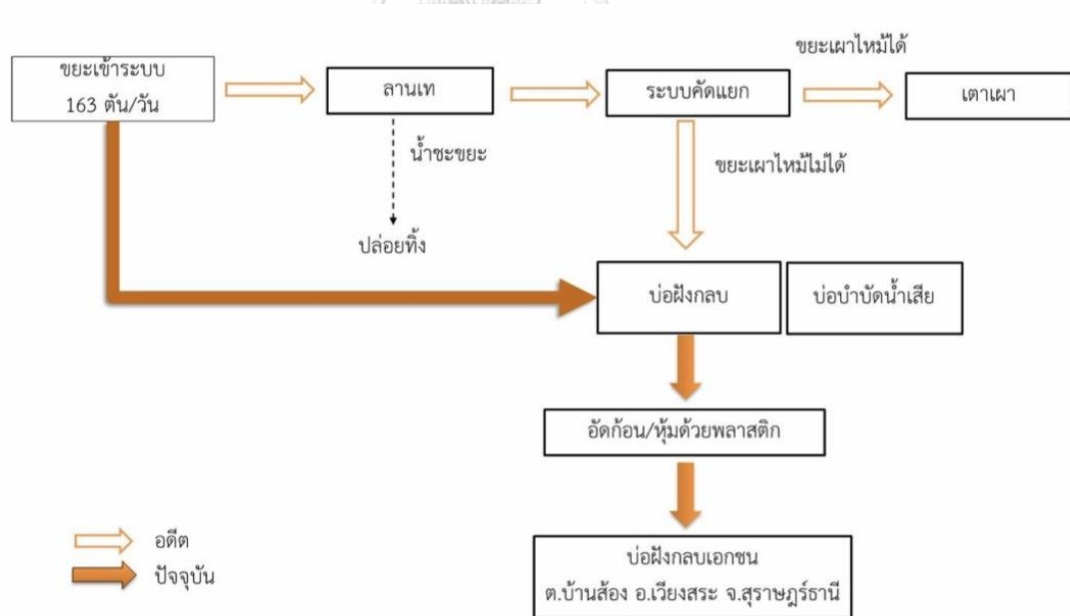 ขยะเข้าระบบ
163 ตัน/วัน
ลานเท
ระบบคัดแยก
ขยะเผาไหม้ได้
เตาเผา
น้ำชะขยะ
ปล่อยทิ้ง
ขยะเผาไหม้ไม่ได้
บ่อฝังกลบ
บ่อบำบัดน้ำเสีย
อัดก้อน/หุ้มด้วยพลาสติก
บ่อฝังกลบเอกชน
ต.บ้านส้อง อ.เวียงสระ จ.สุราษฎร์ธานี
อดีต
ปัจจุบัน